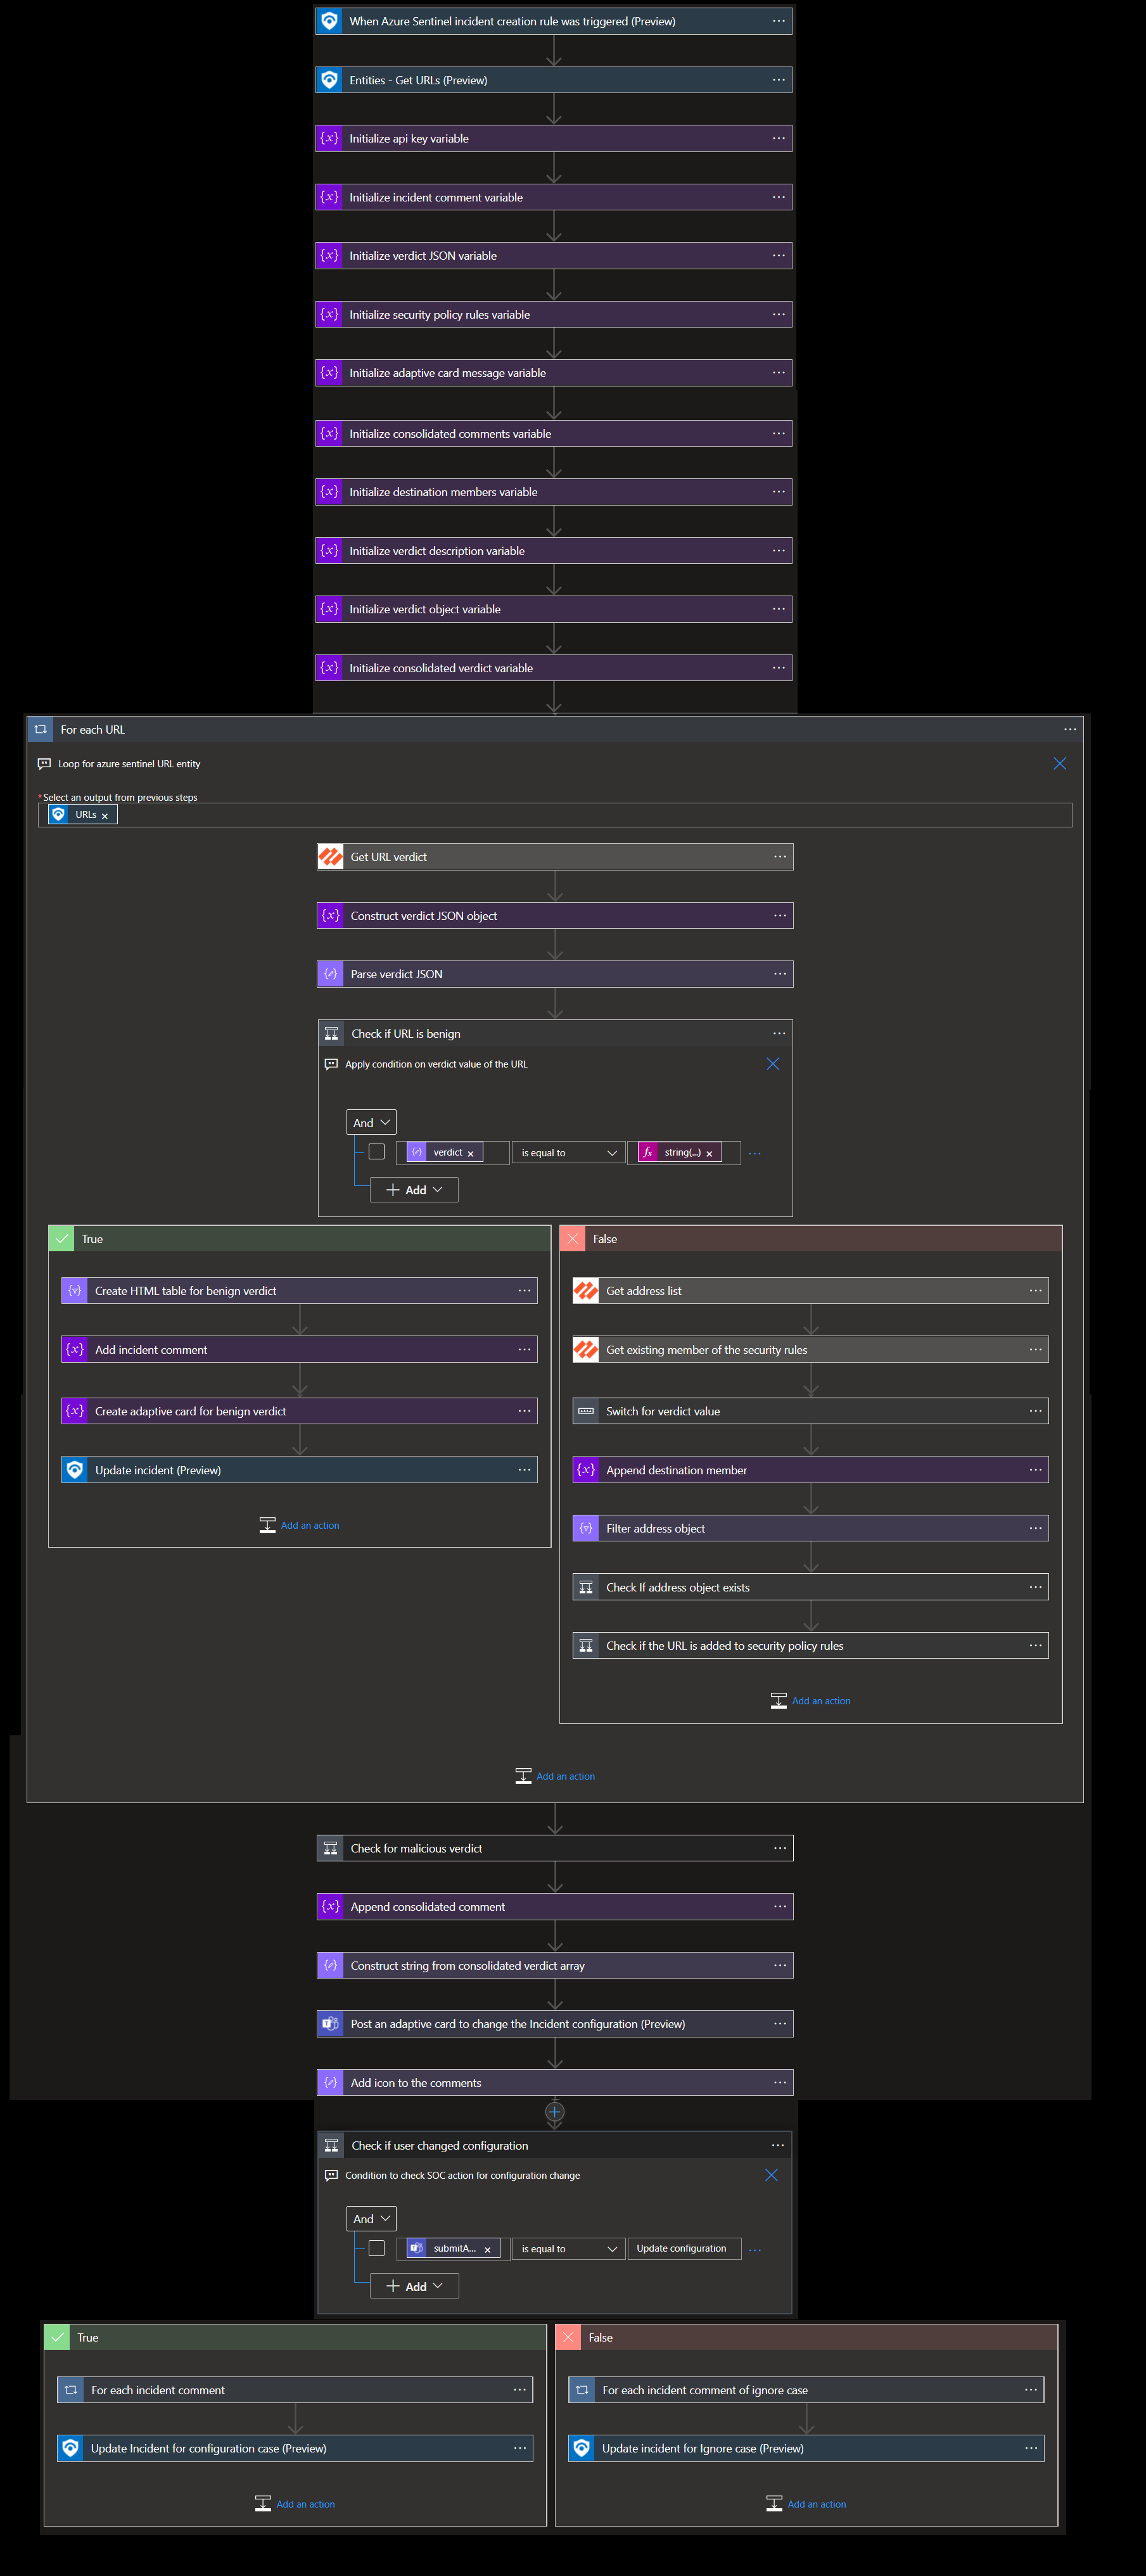 When Azure Sentinel incident creation rule was triggered (Preview)
Entities - Get URLs (Preview)
Initialize api key variable
Initialize incident comment variable
Initialize verdict JSON variable
Initialize security policy rules variable
Initialize adaptive card message variable
Initialize consolidated comments variable
Initialize destination members variable
Initialize verdict description variable
Initialize verdict object variable
Initialize consolidated verdict variable
For each URL
Loop for azure sentinel URL entity
*Select an output from previous steps
URLs ×
Get URL verdict
Construct verdict JSON object
Parse verdict JSON
Check if URL is benign
Apply condition on verdict value of the URL
And
verdict × is equal to fx string(...) ×
Add
True
Create HTML table for benign verdict
Add incident comment
Create adaptive card for benign verdict
Update incident (Preview)
Add an action
False
Get address list
Get existing member of the security rules
Switch for verdict value
Append destination member
Filter address object
Check If address object exists
Check if the URL is added to security policy rules
Add an action
Add an action
Check for malicious verdict
Append consolidated comment
Construct string from consolidated verdict array
Post an adaptive card to change the Incident configuration (Preview)
Add icon to the comments
Check if user changed configuration
Condition to check SOC action for configuration change
And
submitA... × is equal to Update configuration
Add
True
For each incident comment
Update Incident for configuration case (Preview)
Add an action
False
For each incident comment of ignore case
Update incident for Ignore case (Preview)
Add an action